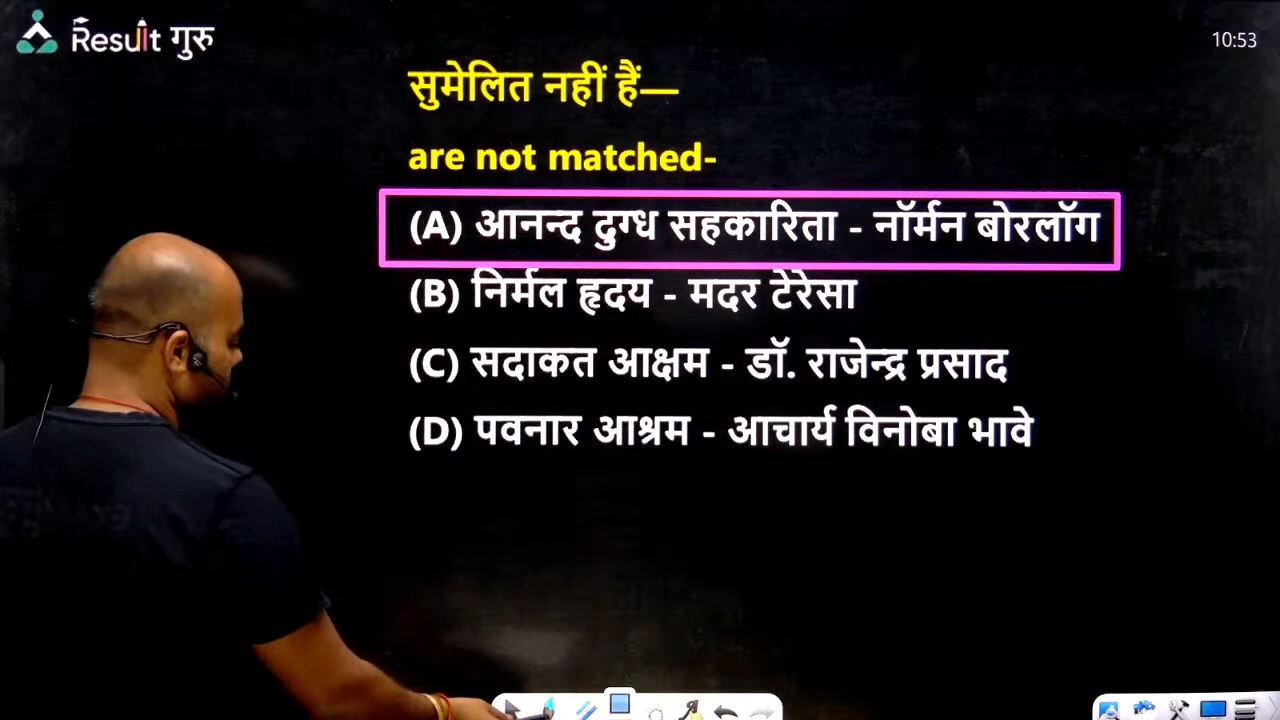 Result गुरु
10:53
सुमेलित नहीं हैं—
are not matched-
(A) आनन्द दुग्ध सहकारिता - नॉर्मन बोरलॉग
(B) निर्मल हृदय - मदर टेरेसा
(C) सदाकत आक्षम - डॉ. राजेन्द्र प्रसाद
(D) पवनार आश्रम - आचार्य विनोबा भावे